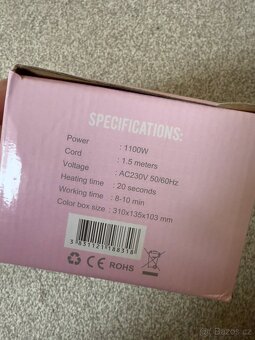 SPECIFICATIONS:
Power : 1100W
Cord : 1.5 meters
Voltage : AC230V 50/60Hz
Heating time : 20 seconds
Working time : 8-10 min
Color box size : 310x135x103 mm
CE ROHS
Bazos.cz